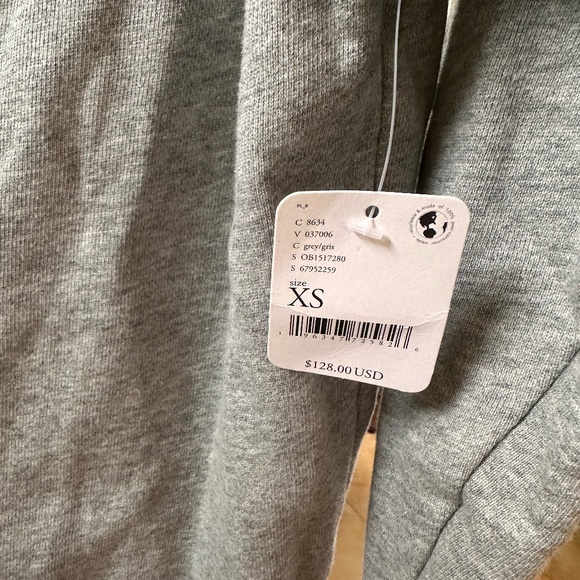 C 8634
V 037006
C grey/gris
S OB1517280
S 67952259
size
XS
$128.00 USD